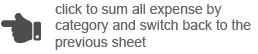 click to sum all expense by
category and switch back to the
previous sheet